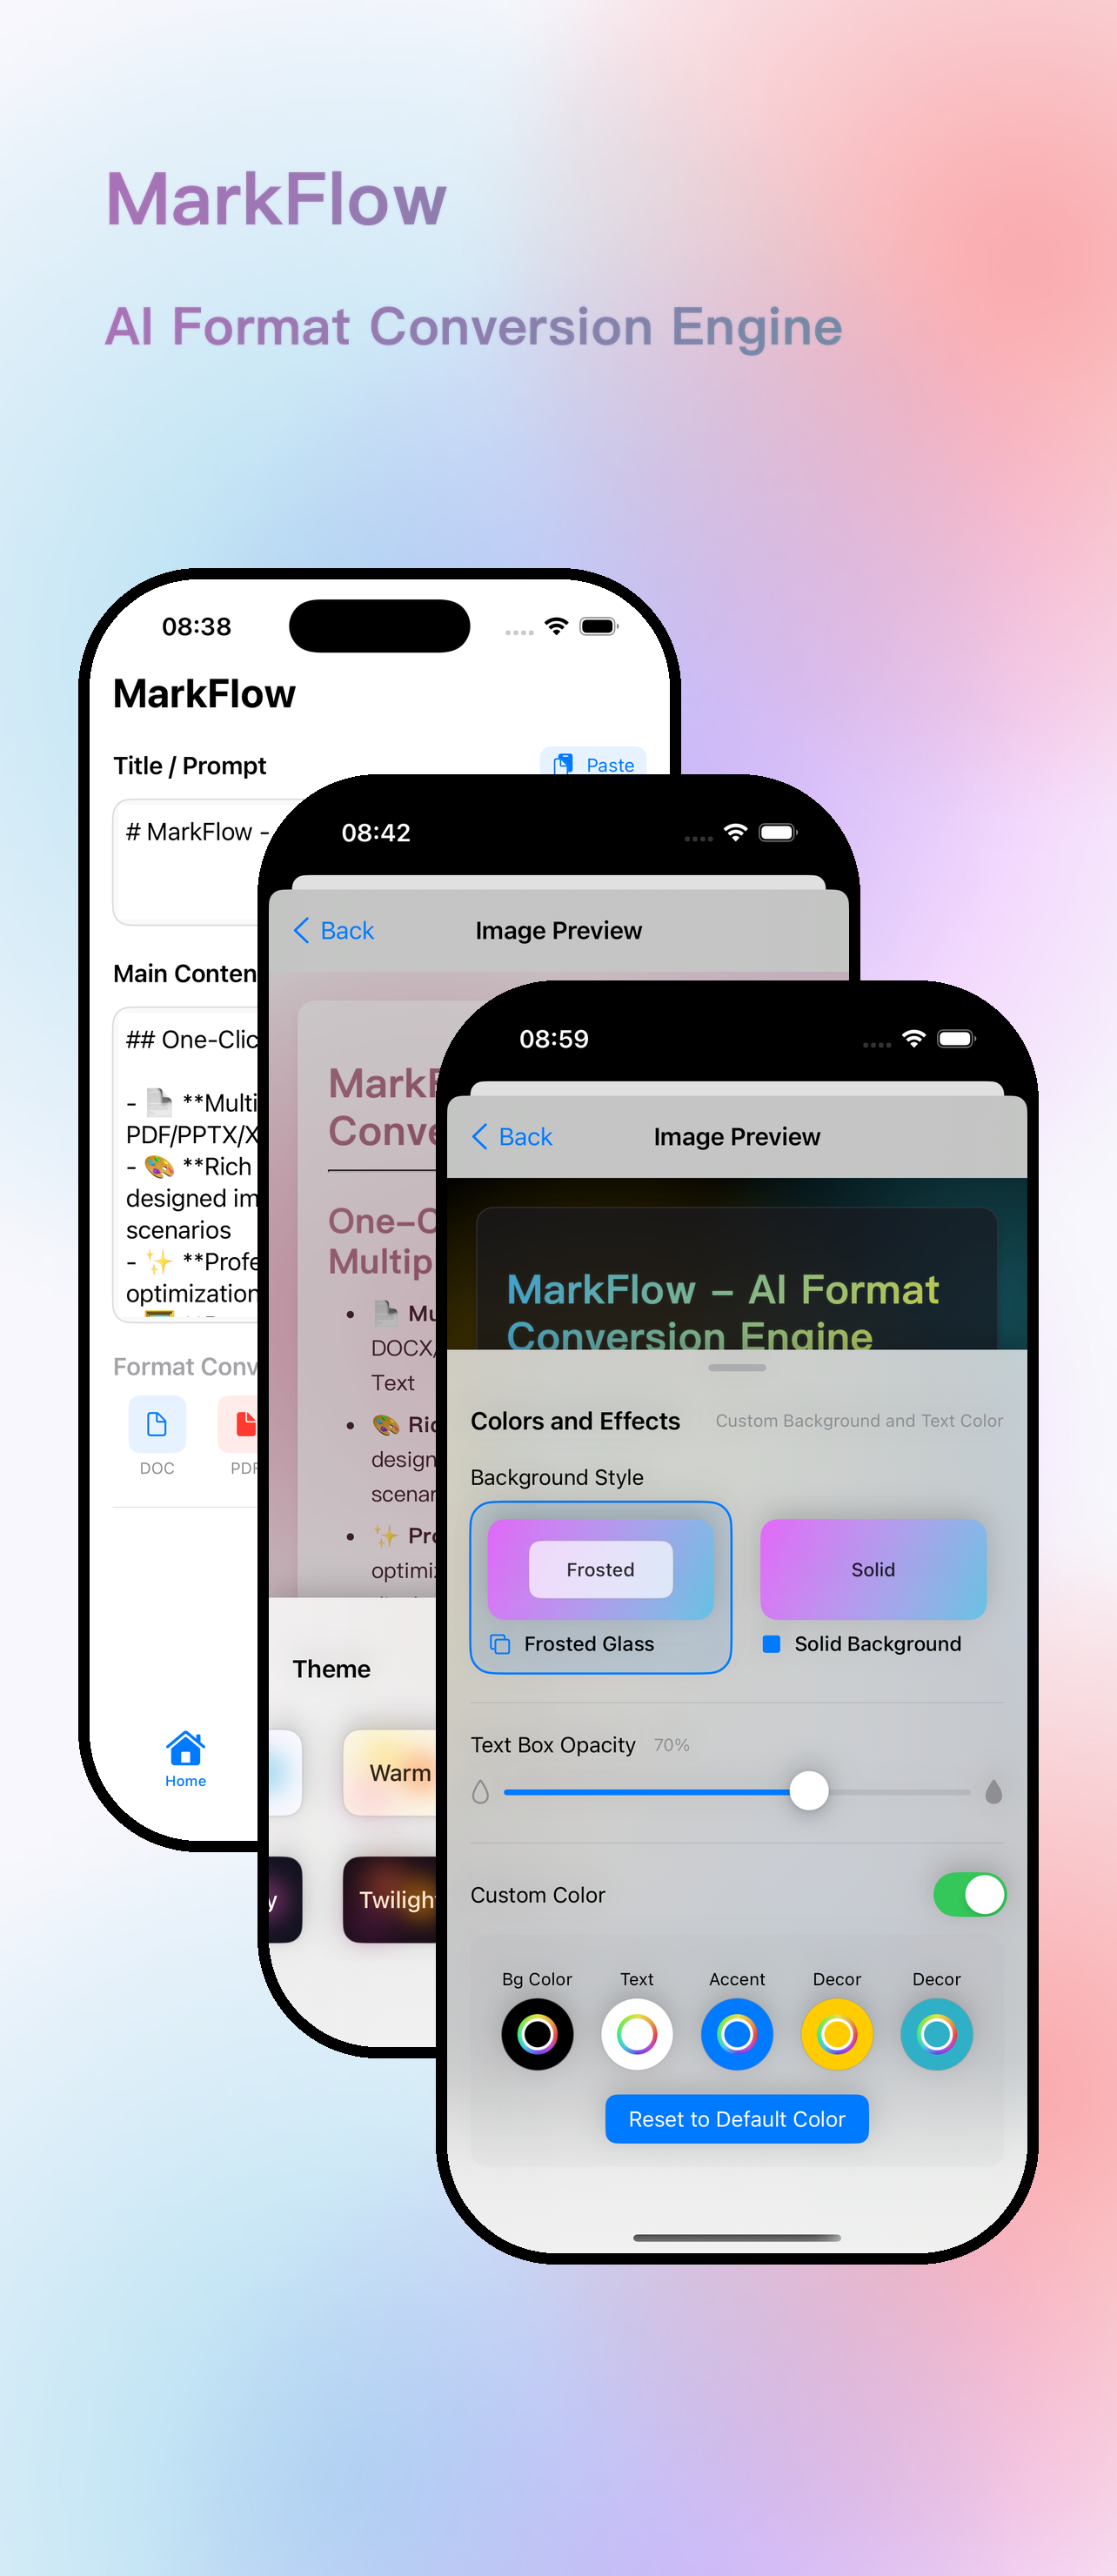 MarkFlow
AI Format Conversion Engine
08:38
MarkFlow
Title / Prompt
Paste
# MarkFlow -
Main Conten
## One-Clic
- 📄 **Multi
PDF/PPTX/X
- 🎨 **Rich
designed im
scenarios
- ✨ **Profe
optimization
Format Conv
DOC
PDF
Home
08:42
Back
Image Preview
MarkF
Conve
One-C
Multip
• 📄 Mu
DOCX/
Text
• 🎨 Ric
design
scenar
• ✨ Pro
optimiz
Theme
Warm
y
Twilight
08:59
Back
Image Preview
MarkFlow – AI Format
Conversion Engine
Colors and Effects
Custom Background and Text Color
Background Style
Frosted
Solid
Frosted Glass
Solid Background
Text Box Opacity
70%
Custom Color
Bg Color
Text
Accent
Decor
Decor
Reset to Default Color